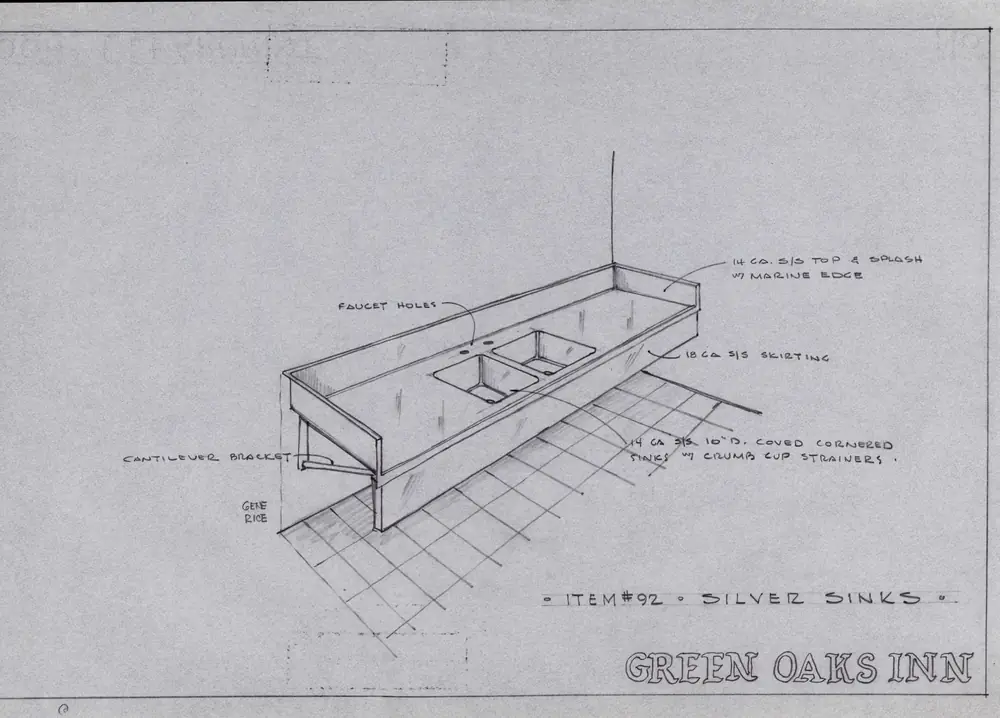 14 GA. S/S TOP & SPLASH
W/ MARINE EDGE
FAUCET HOLES
18 GA S/S SKIRTING
14 GA S/S 10" D. COVED CORNERED
SINKS W/ CRUMB CUP STRAINERS.
CANTILEVER BRACKET
GENE
RICE
• ITEM #92 • SILVER SINKS •
GREEN OAKS INN